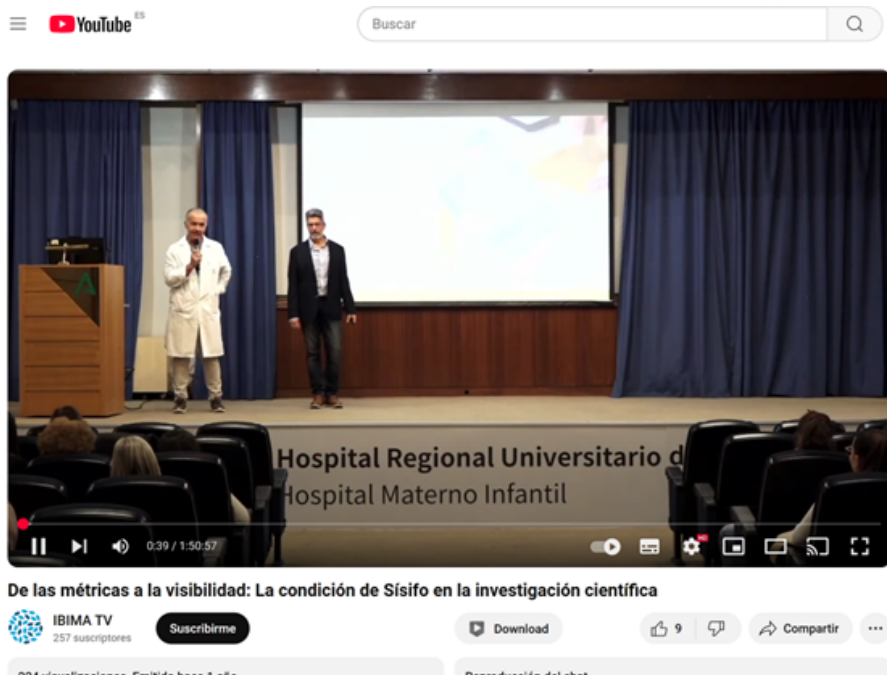 YouTube ES
Buscar
Hospital Regional Universitario d
Hospital Materno Infantil
0:39 / 1:50:57
HD
De las métricas a la visibilidad: La condición de Sísifo en la investigación científica
IBIMA TV
257 suscriptores
Suscribirme
Download
9
Compartir